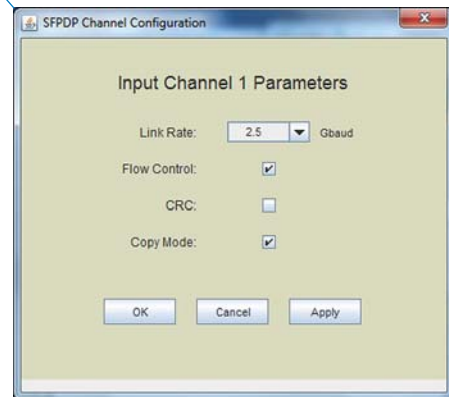 SFPDP Channel Configuration
Input Channel 1 Parameters
Link Rate: 2.5 Gbaud
Flow Control:
CRC:
Copy Mode:
OK Cancel Apply